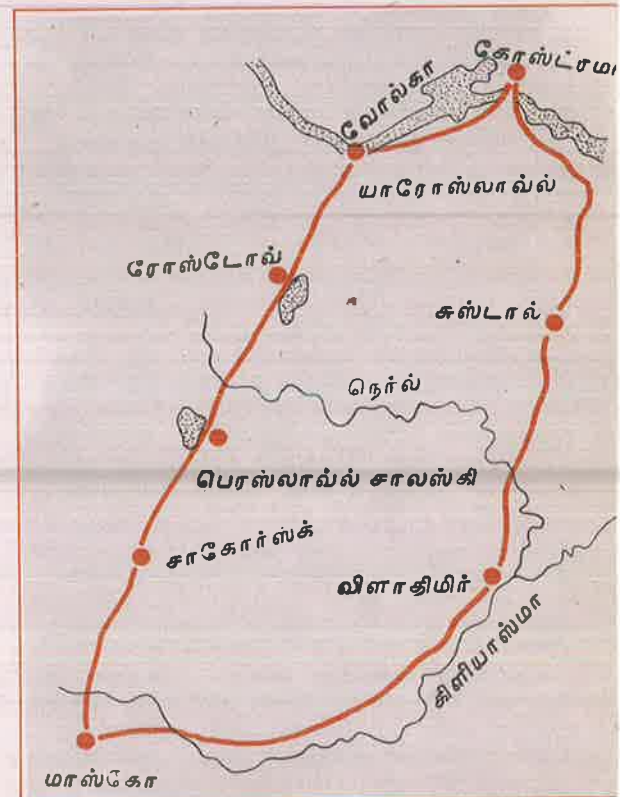 கோஸ்ட்ரமா
வோல்கா
யாரோஸ்லாவ்ல்
ரோஸ்டோவ்
சுஸ்டால்
நெர்ல்
பெரஸ்லாவ்ல் சாலஸ்கி
சாகோர்ஸ்க்
விளாதிமிர்
கிளியாஸ்மா
மாஸ்கோ